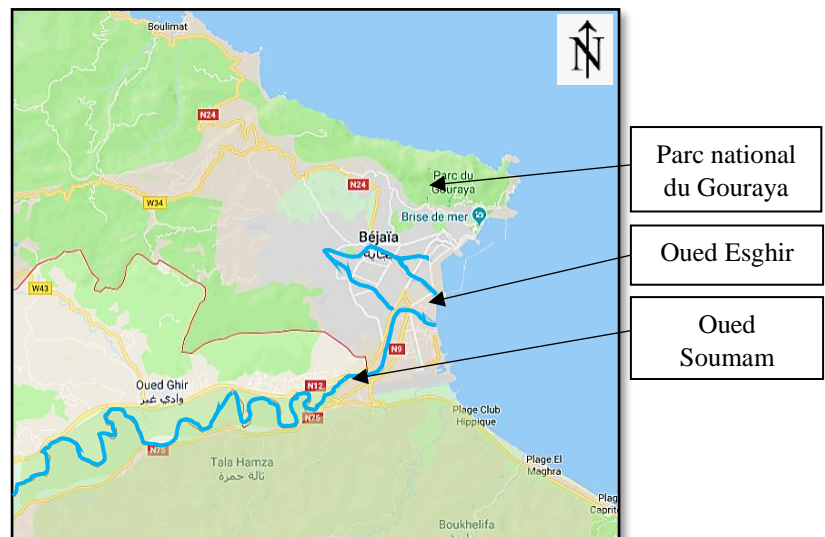 Boulimat
N
N24
Parc national
du Gouraya
Parc du
Gouraya
N24
W34
Brise de mer
Béjaïa
بجاية
Oued Esghir
W43
Oued
Soumam
N9
Oued Ghir
وادي غير
N12
N75
Plage Club
Hippique
N75
Tala Hamza
تالة حمزة
Plage El
Maghra
Plag
Caprit
Boukhelifa